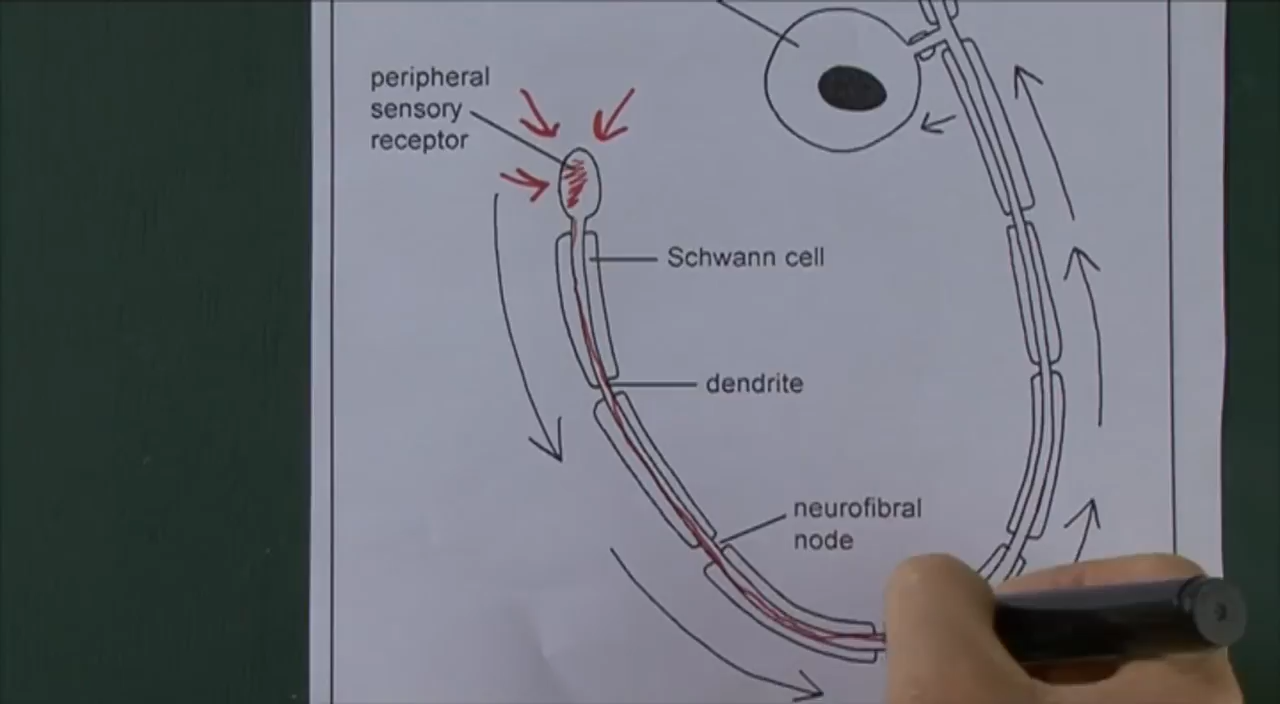 peripheral
sensory
receptor
Schwann cell
dendrite
neurofibral
node